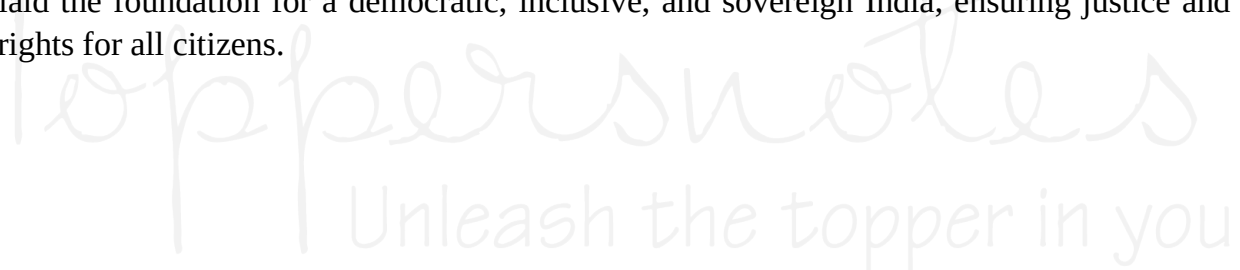 laid the foundation for a democratic, inclusive, and sovereign India, ensuring justice and
rights for all citizens.
Toppersnotes
Unleash the topper in you